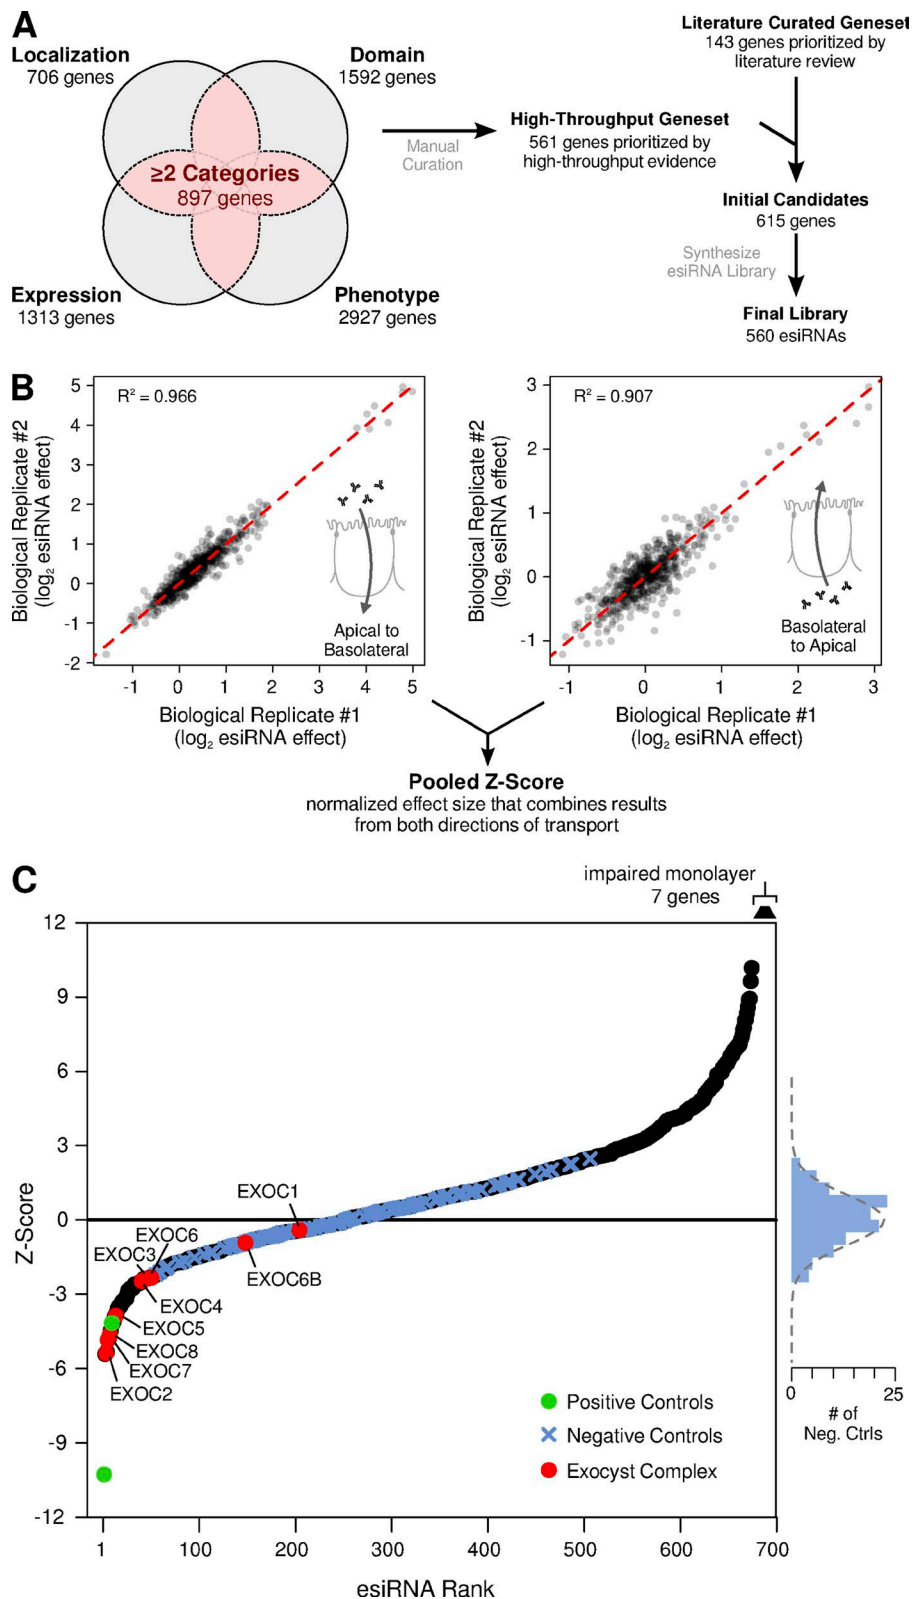 A
Localization
706 genes
Domain
1592 genes
≥2 Categories
897 genes
Expression
1313 genes
Phenotype
2927 genes
Manual
Curation
High-Throughput Geneset
561 genes prioritized by
high-throughput evidence
Literature Curated Geneset
143 genes prioritized by
literature review
Initial Candidates
615 genes
Synthesize
esiRNA Library
Final Library
560 esiRNAs
B
R² = 0.966
Biological Replicate #2
(log₂ esiRNA effect)
5
4
3
2
1
0
-1
-2
-1 0 1 2 3 4 5
Apical to
Basolateral
Biological Replicate #1
(log₂ esiRNA effect)
R² = 0.907
Biological Replicate #2
(log₂ esiRNA effect)
3
2
1
0
-1
-1 0 1 2 3
Basolateral
to Apical
Biological Replicate #1
(log₂ esiRNA effect)
Pooled Z-Score
normalized effect size that combines results
from both directions of transport
C
impaired monolayer
7 genes
Z-Score
12
9
6
3
0
-3
-6
-9
-12
EXOC1
EXOC6
EXOC3
EXOC6B
EXOC4
EXOC5
EXOC8
EXOC7
EXOC2
Positive Controls
Negative Controls
Exocyst Complex
1 100 200 300 400 500 600 700
esiRNA Rank
0 25
# of
Neg. Ctrls